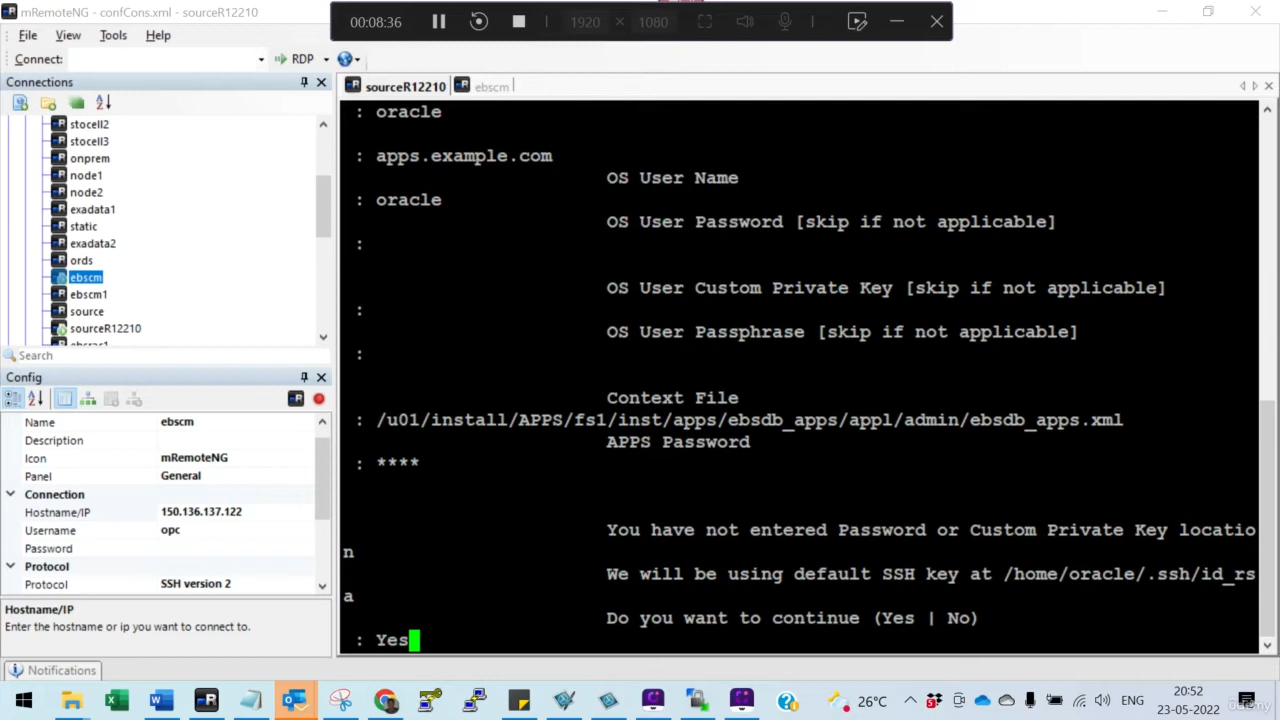 mRemoteNG - confCons.xml - sourceR12210
00:08:36
1920 × 1080
File View Tools Help
Connect: RDP
Connections
sourceR12210 ebscm
stocell2
stocell3
onprem
node1
node2
exadata1
static
exadata2
ords
ebscm
ebscm1
source
sourceR12210
Search
Config
Name ebscm
Description
Icon mRemoteNG
Panel General
Connection
Hostname/IP 150.136.137.122
Username opc
Password
Protocol
Protocol SSH version 2
Hostname/IP
Enter the hostname or ip you want to connect to.
Notifications
: oracle
: apps.example.com
OS User Name
: oracle
OS User Password [skip if not applicable]
:
OS User Custom Private Key [skip if not applicable]
:
OS User Passphrase [skip if not applicable]
:
Context File
: /u01/install/APPS/fs1/inst/apps/ebsdb_apps/appl/admin/ebsdb_apps.xml
APPS Password
: ****
You have not entered Password or Custom Private Key locatio
n
We will be using default SSH key at /home/oracle/.ssh/id_rs
a
Do you want to continue (Yes | No)
: Yes
26°C
ENG
20:52
23-05-2022
Udemy